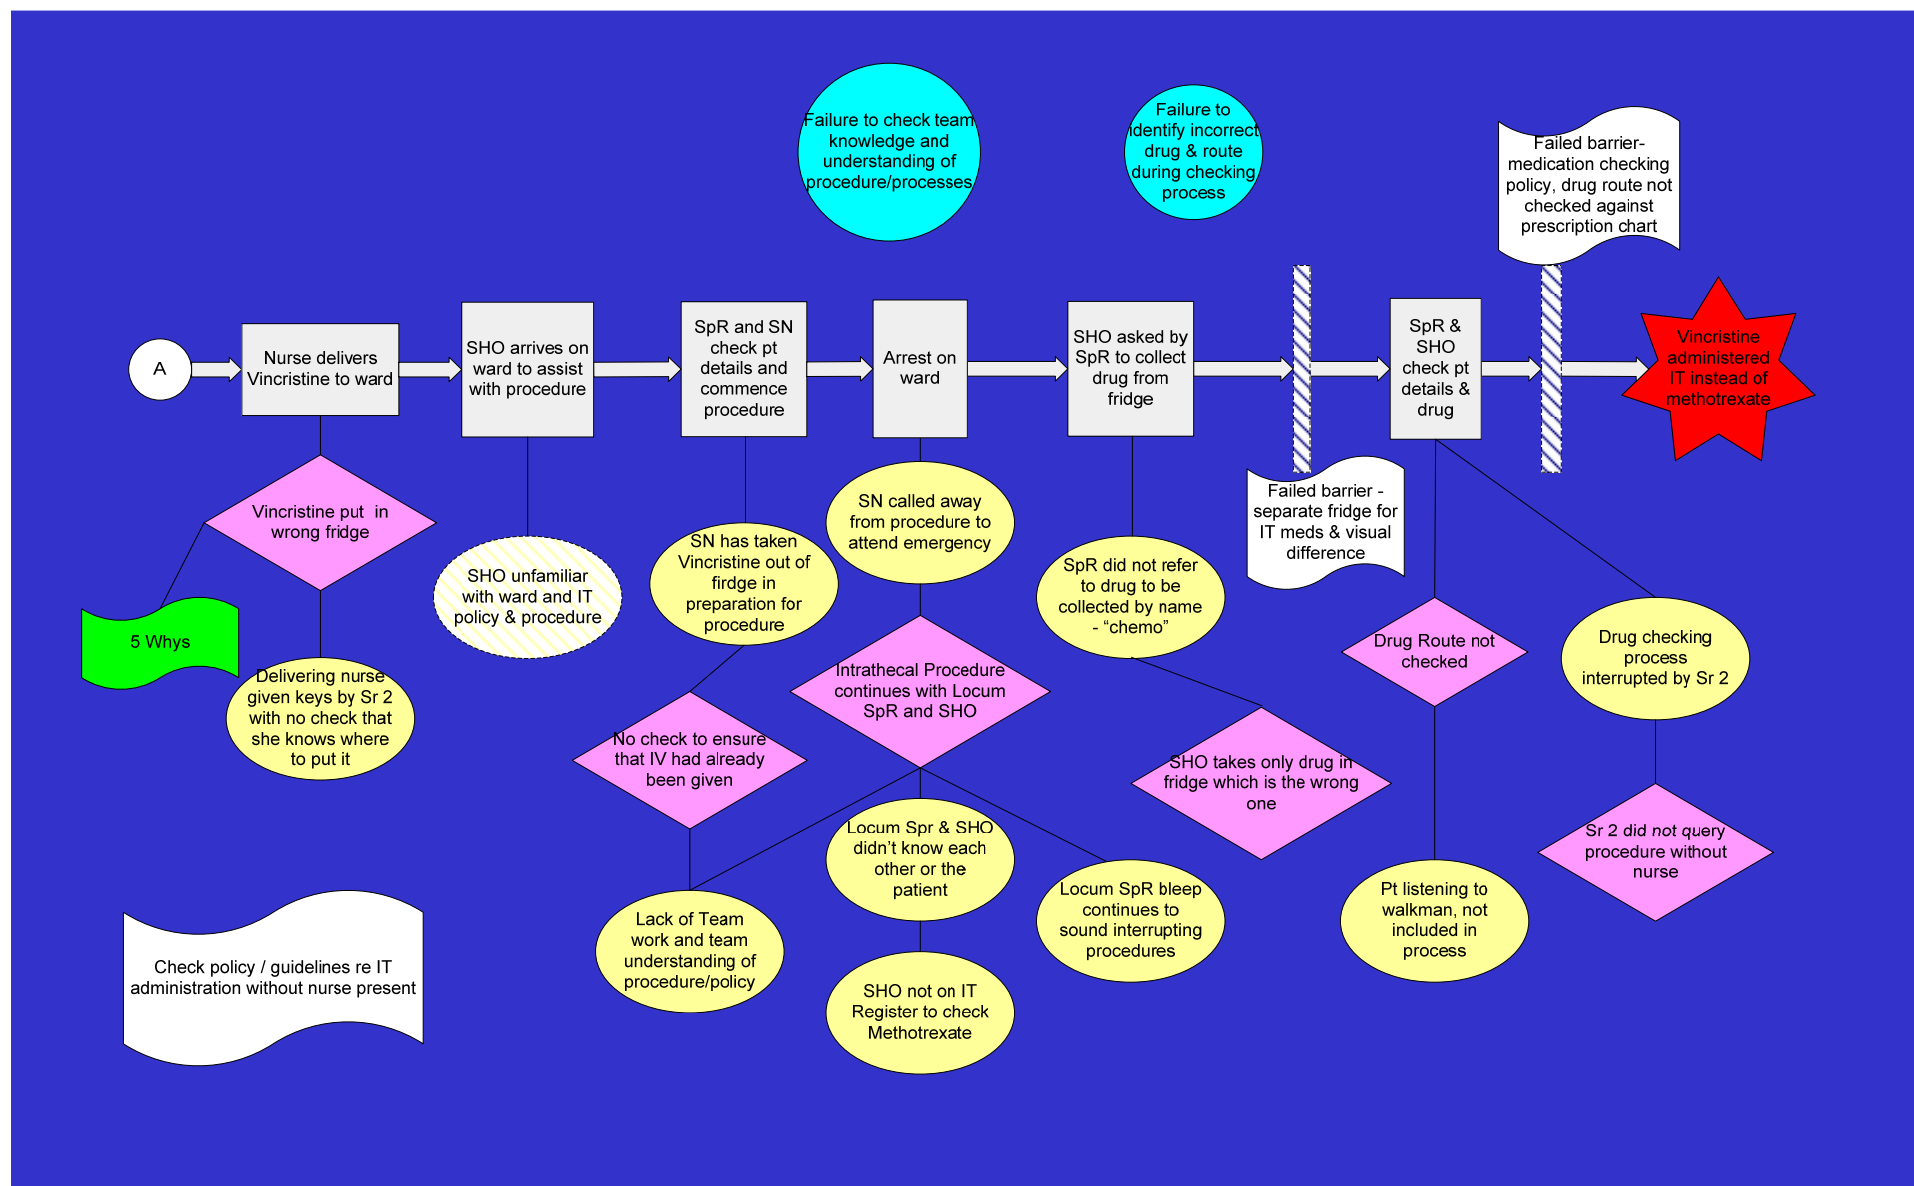 Failure to check team
knowledge and
understanding of
procedure/processes
Failure to
identify incorrect
drug & route
during checking
process
Failed barrier-
medication checking
policy, drug route not
checked against
prescription chart
A
Nurse delivers
Vincristine to ward
SHO arrives on
ward to assist
with procedure
SpR and SN
check pt
details and
commence
procedure
Arrest on
ward
SHO asked by
SpR to collect
drug from
fridge
SpR &
SHO
check pt
details &
drug
Vincristine
administered
IT instead of
methotrexate
Failed barrier -
separate fridge for
IT meds & visual
difference
Vincristine put  in
wrong fridge
SHO unfamiliar
with ward and IT
policy & procedure
SN has taken
Vincristine out of
firdge in
preparation for
procedure
SN called away
from procedure to
attend emergency
SpR did not refer
to drug to be
collected by name
- “chemo”
Drug Route not
checked
Drug checking
process
interrupted by Sr 2
5 Whys
Delivering nurse
given keys by Sr 2
with no check that
she knows where
to put it
No check to ensure
that IV had already
been given
Intrathecal Procedure
continues with Locum
SpR and SHO
SHO takes only drug in
fridge which is the wrong
one
Sr 2 did not query
procedure without
nurse
Locum Spr & SHO
didn’t know each
other or the
patient
Lack of Team
work and team
understanding of
procedure/policy
Locum SpR bleep
continues to
sound interrupting
procedures
Pt listening to
walkman, not
included in
process
SHO not on IT
Register to check
Methotrexate
Check policy / guidelines re IT
administration without nurse present